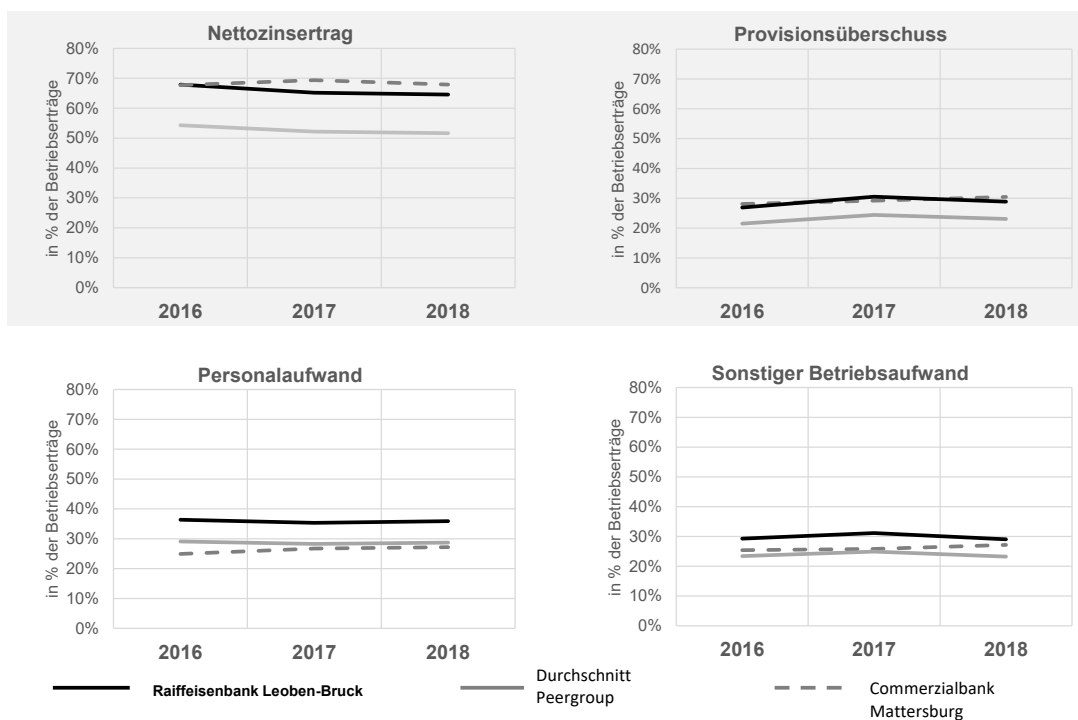 Nettozinsertrag
in % der Betriebserträge
80%
70%
60%
50%
40%
30%
20%
10%
0%
2016 2017 2018
Provisionsüberschuss
in % der Betriebserträge
80%
70%
60%
50%
40%
30%
20%
10%
0%
2016 2017 2018
Personalaufwand
in % der Betriebserträge
80%
70%
60%
50%
40%
30%
20%
10%
0%
2016 2017 2018
Sonstiger Betriebsaufwand
in % der Betriebserträge
80%
70%
60%
50%
40%
30%
20%
10%
0%
2016 2017 2018
Raiffeisenbank Leoben-Bruck
Durchschnitt
Peergroup
Commerzialbank
Mattersburg